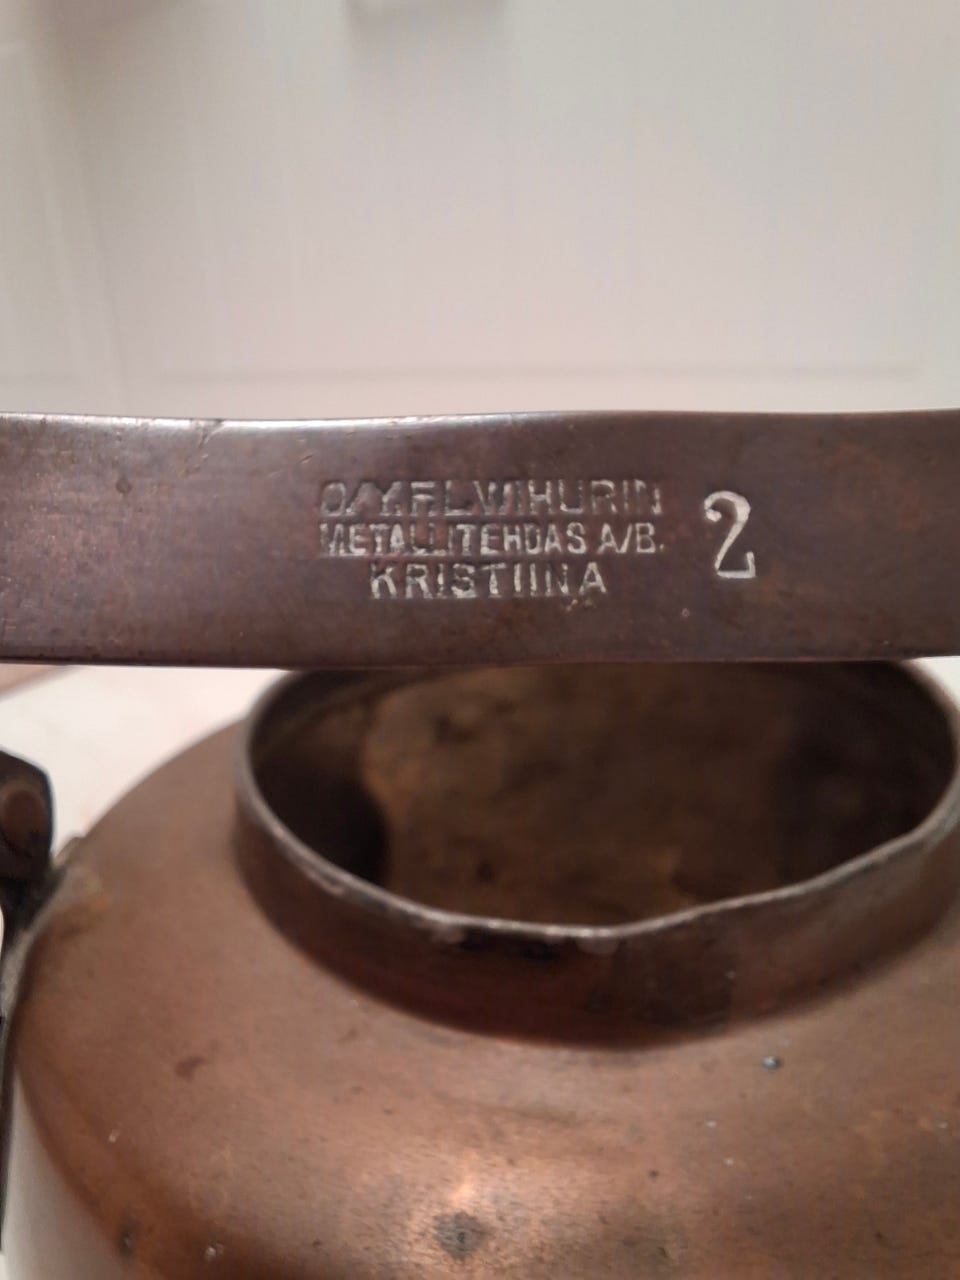 O/Y. F.L. WIHURIN
METALLITEHDAS A/B.
KRISTIINA
2